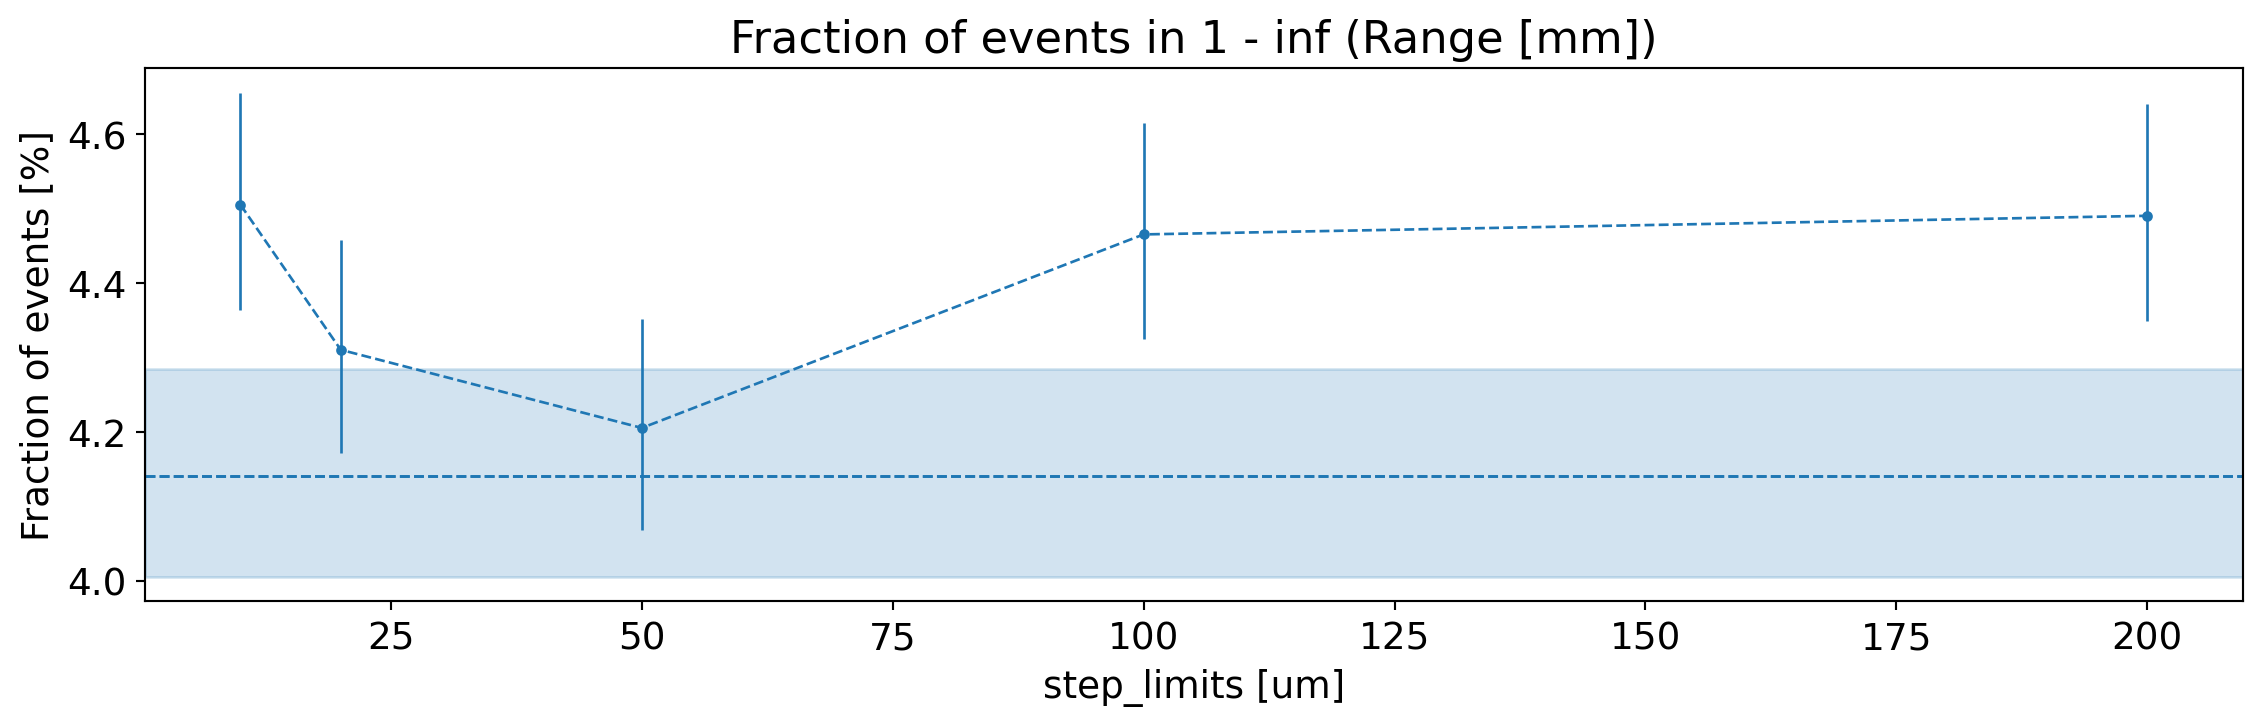 Fraction of events in 1 - inf (Range [mm])
Fraction of events [%]
4.6
4.4
4.2
4.0
25 50 75 100 125 150 175 200
step_limits [um]